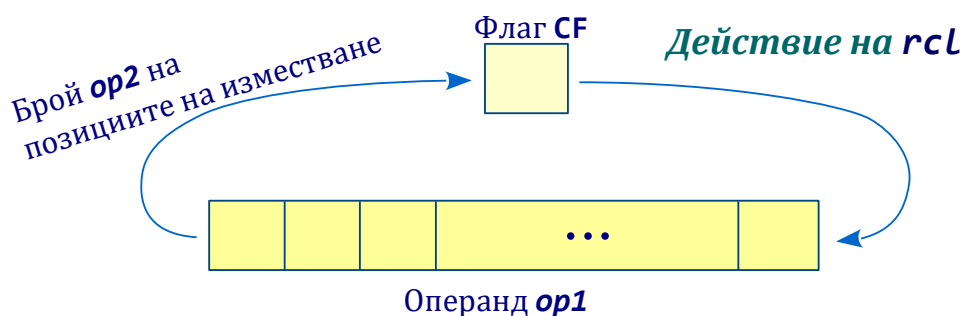 Флаг CF
Действие на rcl
Брой op2 на
позициите на изместване
...
Операнд op1